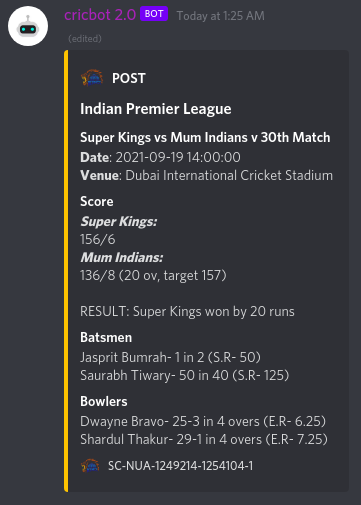 cricbot 2.0 BOT Today at 1:25 AM
(edited)
POST
Indian Premier League
Super Kings vs Mum Indians v 30th Match
Date: 2021-09-19 14:00:00
Venue: Dubai International Cricket Stadium
Score
Super Kings:
156/6
Mum Indians:
136/8 (20 ov, target 157)
RESULT: Super Kings won by 20 runs
Batsmen
Jasprit Bumrah- 1 in 2 (S.R- 50)
Saurabh Tiwary- 50 in 40 (S.R- 125)
Bowlers
Dwayne Bravo- 25-3 in 4 overs (E.R- 6.25)
Shardul Thakur- 29-1 in 4 overs (E.R- 7.25)
SC-NUA-1249214-1254104-1